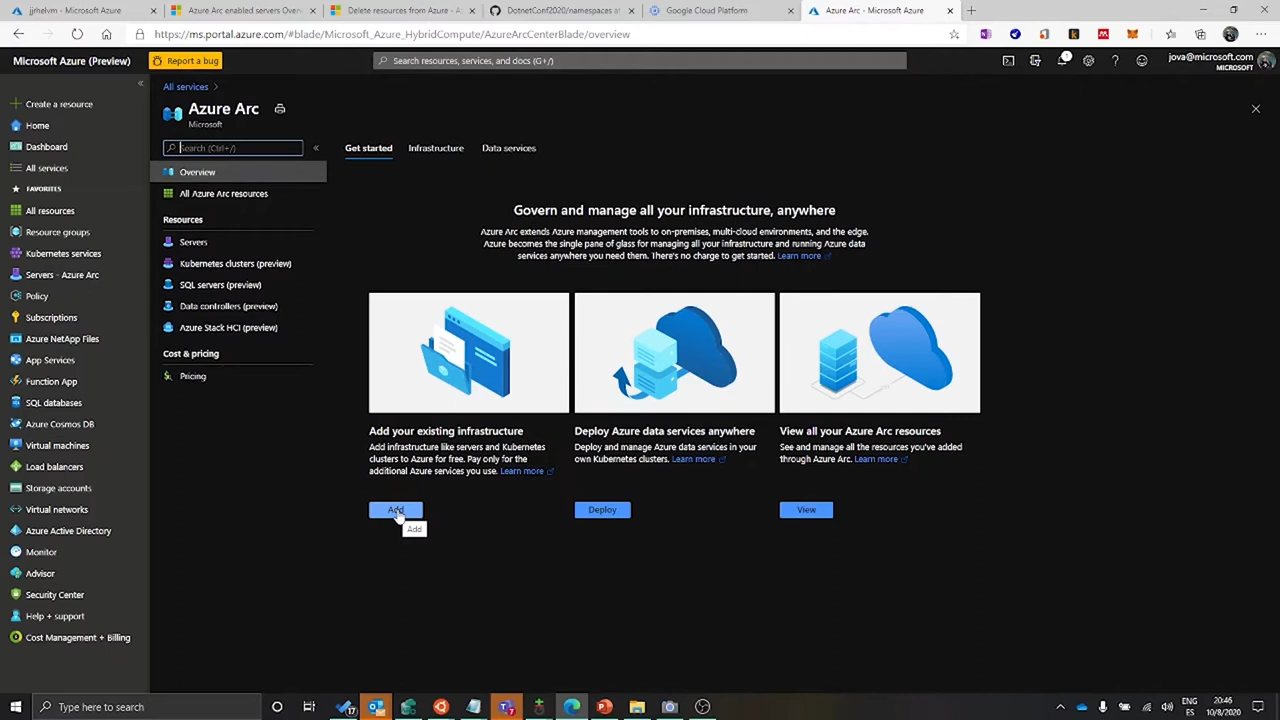 jjrhelvm - Microsoft Azure
Azure Arc enabled servers Overv
Delete resources from Azure - A
DotnetConf2020/namespaces at
Google Cloud Platform
Azure Arc - Microsoft Azure
https://ms.portal.azure.com/#blade/Microsoft_Azure_HybridCompute/AzureArcCenterBlade/overview
Microsoft Azure (Preview)
Report a bug
Search resources, services, and docs (G+/)
1
jova@microsoft.com
MICROSOFT
Create a resource
Home
Dashboard
All services
FAVORITES
All resources
Resource groups
Kubernetes services
Servers - Azure Arc
Policy
Subscriptions
Azure NetApp Files
App Services
Function App
SQL databases
Azure Cosmos DB
Virtual machines
Load balancers
Storage accounts
Virtual networks
Azure Active Directory
Monitor
Advisor
Security Center
Help + support
Cost Management + Billing
All services >
Azure Arc
Microsoft
Search (Ctrl+/)
Overview
All Azure Arc resources
Resources
Servers
Kubernetes clusters (preview)
SQL servers (preview)
Data controllers (preview)
Azure Stack HCI (preview)
Cost & pricing
Pricing
Get started Infrastructure Data services
Govern and manage all your infrastructure, anywhere
Azure Arc extends Azure management tools to on-premises, multi-cloud environments, and the edge.
Azure becomes the single pane of glass for managing all your infrastructure and running Azure data
services anywhere you need them. There's no charge to get started. Learn more
Add your existing infrastructure
Add infrastructure like servers and Kubernetes
clusters to Azure for free. Pay only for the
additional Azure services you use. Learn more
Add
Add
Deploy Azure data services anywhere
Deploy and manage Azure data services in your
own Kubernetes clusters. Learn more
Deploy
View all your Azure Arc resources
See and manage all the resources you've added
through Azure Arc. Learn more
View
Type here to search
17
ENG
ES
20:46
10/8/2020